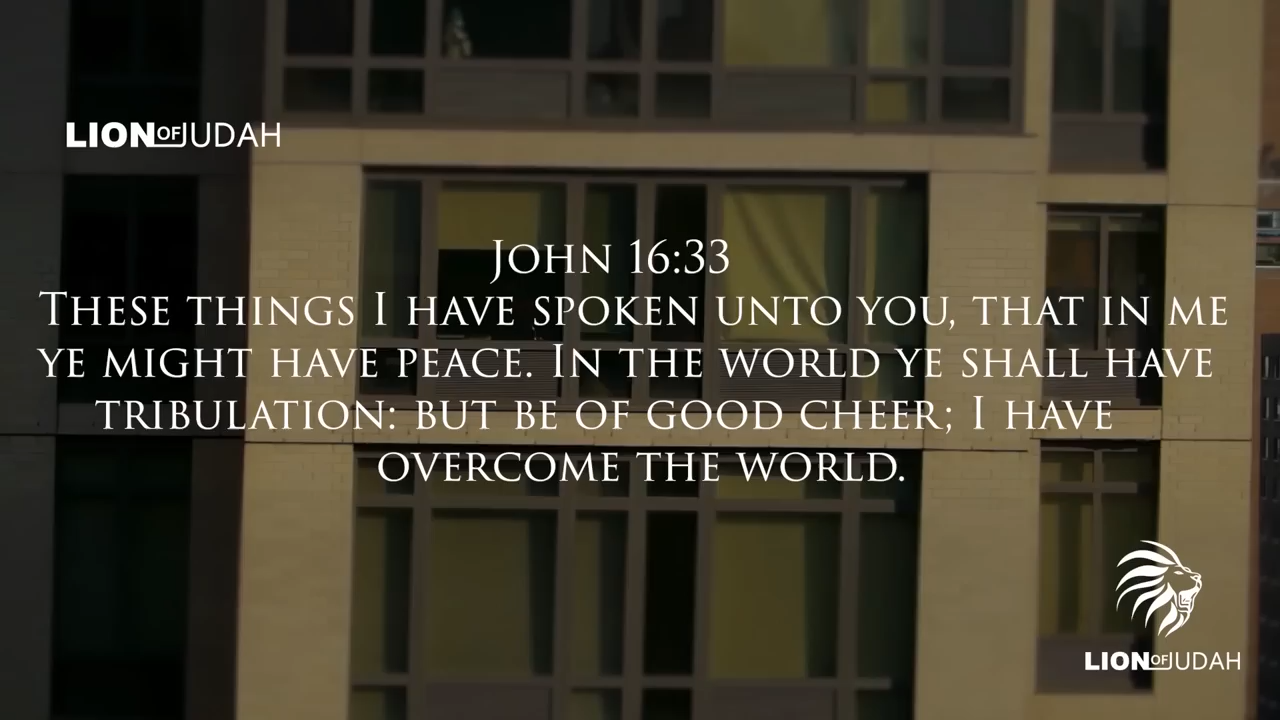 LION OF JUDAH
John 16:33
These things I have spoken unto you, that in me
ye might have peace. In the world ye shall have
tribulation: but be of good cheer; I have
overcome the world.
LION OF JUDAH